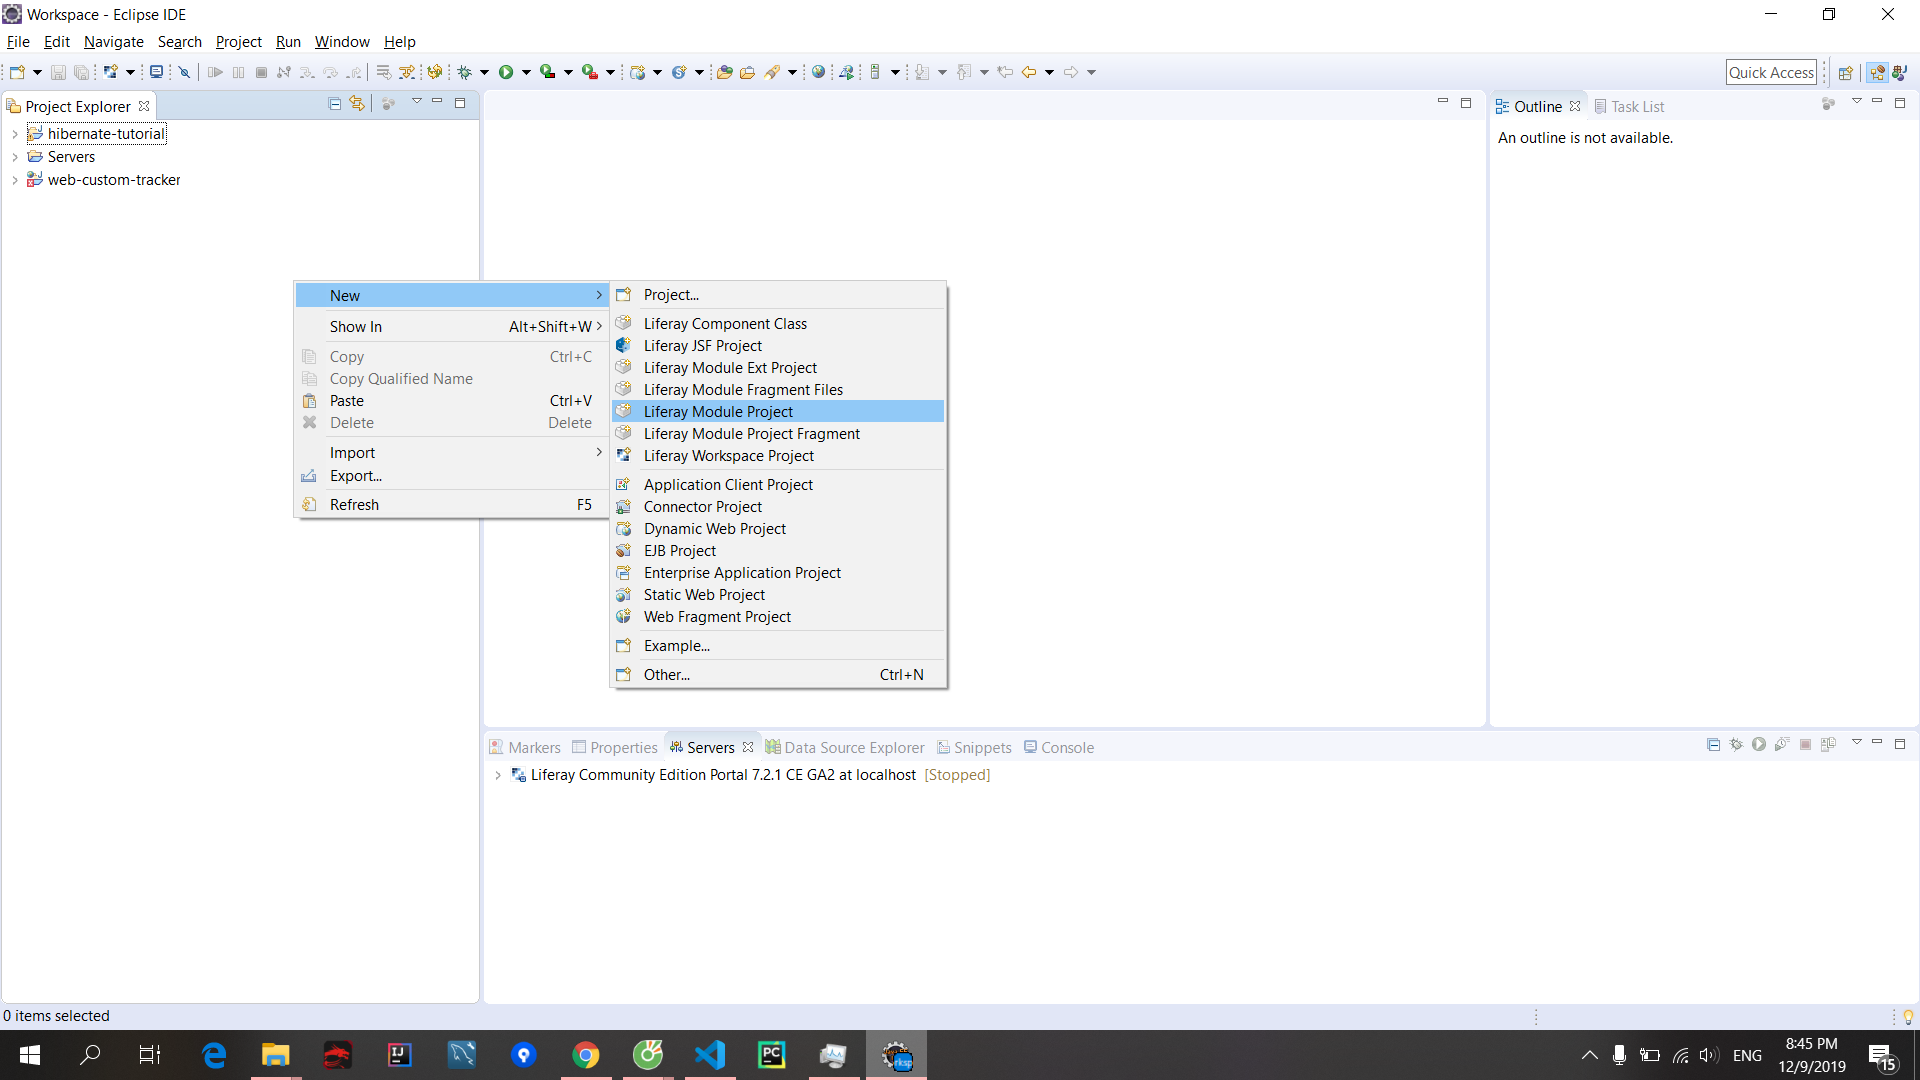 Workspace - Eclipse IDE
File Edit Navigate Search Project Run Window Help
Quick Access
Project Explorer
hibernate-tutorial
Servers
web-custom-tracker
New
Show In Alt+Shift+W
Copy Ctrl+C
Copy Qualified Name
Paste Ctrl+V
Delete Delete
Import
Export...
Refresh F5
Project...
Liferay Component Class
Liferay JSF Project
Liferay Module Ext Project
Liferay Module Fragment Files
Liferay Module Project
Liferay Module Project Fragment
Liferay Workspace Project
Application Client Project
Connector Project
Dynamic Web Project
EJB Project
Enterprise Application Project
Static Web Project
Web Fragment Project
Example...
Other... Ctrl+N
Outline Task List
An outline is not available.
Markers Properties Servers Data Source Explorer Snippets Console
Liferay Community Edition Portal 7.2.1 CE GA2 at localhost [Stopped]
0 items selected
IJ
PC
rksp
ENG
8:45 PM
12/9/2019
15